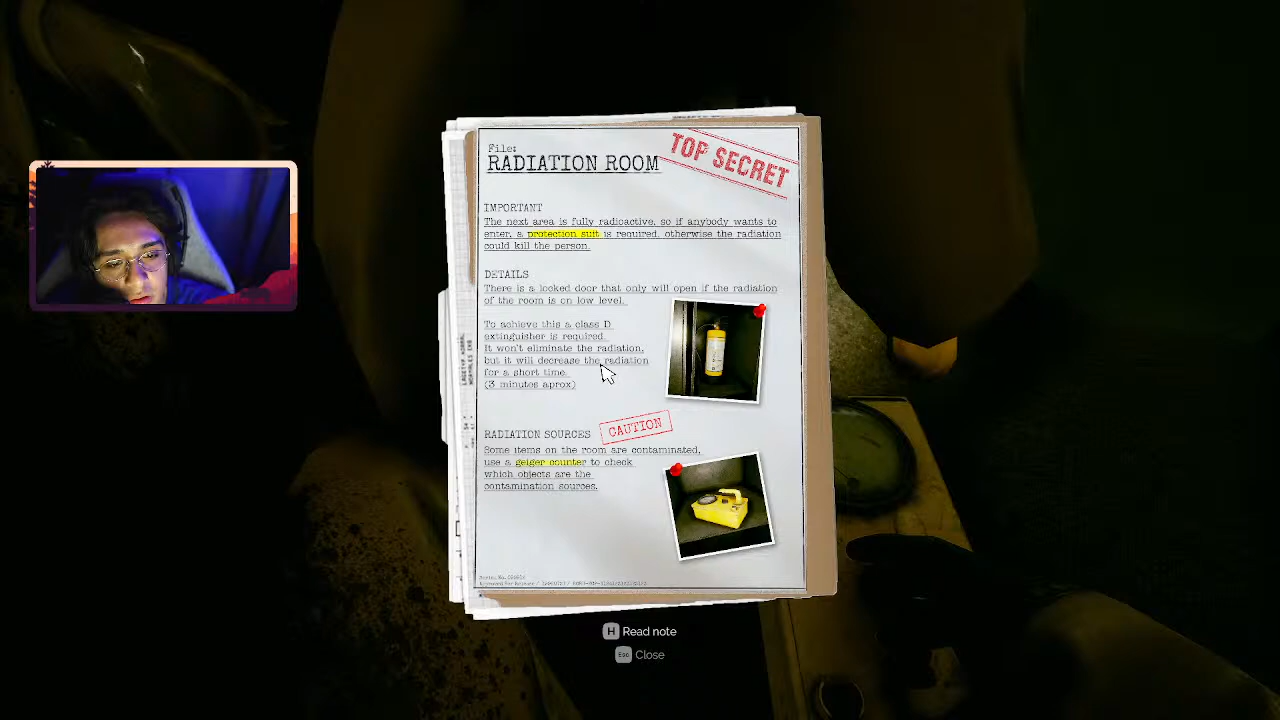 File:
RADIATION ROOM
TOP SECRET
IMPORTANT
The next area is fully radioactive, so if anybody wants to
enter, a protection suit is required, otherwise the radiation
could kill the person.
DETAILS
There is a locked door that only will open if the radiation
of the room is on low level.
To achieve this a class D
extinguisher is required.
It won't eliminate the radiation,
but it will decrease the radiation
for a short time.
(3 minutes aprox)
RADIATION SOURCES
CAUTION
Some items on the room are contaminated,
use a geiger counter to check
which objects are the
contamination sources.
H Read note
Esc Close